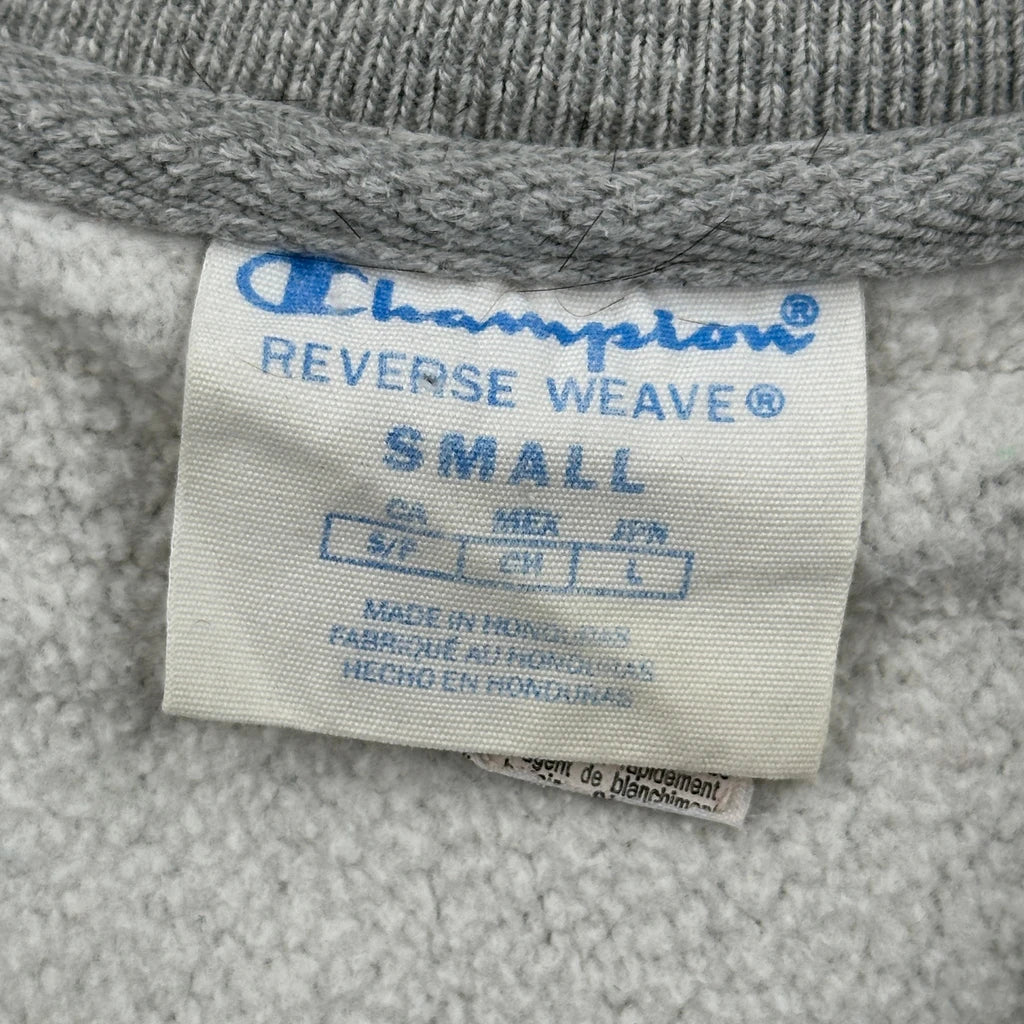 Champion®
REVERSE WEAVE®
SMALL
CA MEX JPN
S/P CH L
MADE IN HONDURAS
FABRIQUÉ AU HONDURAS
HECHO EN HONDURAS
rapidement
agent de blanchiment